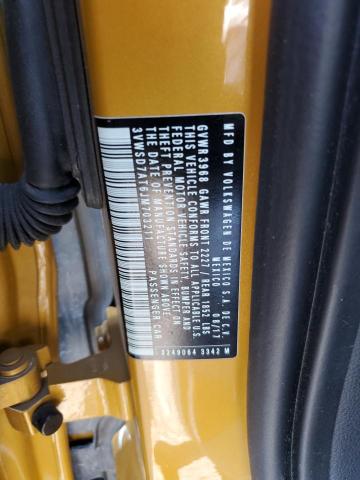 MFD BY VOLKSWAGEN DE MEXICO S.A. DE C.V.
MEXICO 08/17
GVWR 3968 GAWR FRONT 2227 / REAR 1852 LBS
THIS VEHICLE CONFORMS TO ALL APPLICABLE U.S.
FEDERAL MOTOR VEHICLE SAFETY, BUMPER AND
THEFT PREVENTION STANDARDS IN EFFECT ON
THE DATE OF MANUFACTURE SHOWN ABOVE
3VWSD7AT6JM703211 PASSENGER CAR
3249064 3342 M